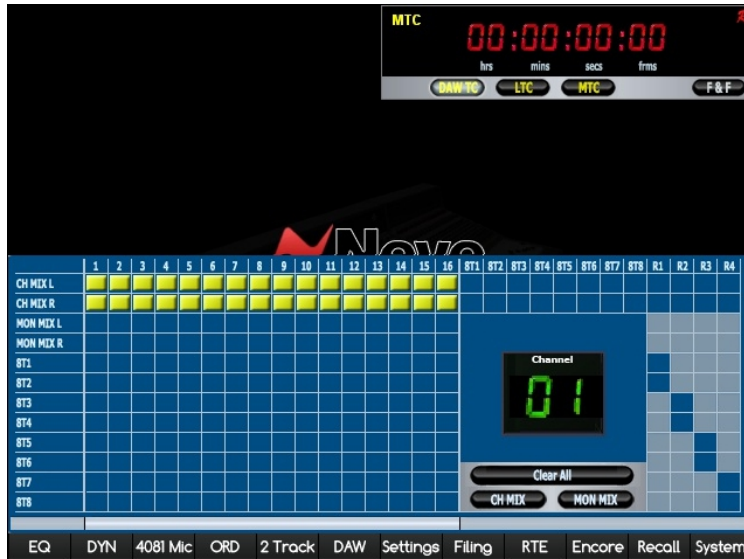 MTC
00:00:00:00
hrs mins secs frms
DAW TC LTC MTC F & F
Neve
1 2 3 4 5 6 7 8 9 10 11 12 13 14 15 16 8T1 8T2 8T3 8T4 8T5 8T6 8T7 8T8 R1 R2 R3 R4
CH MIX L
CH MIX R
MON MIX L
MON MIX R
8T1
8T2
8T3
8T4
8T5
8T6
8T7
8T8
Channel
01
Clear All
CH MIX MON MIX
EQ DYN 4081 Mic ORD 2 Track DAW Settings Filing RTE Encore Recall System